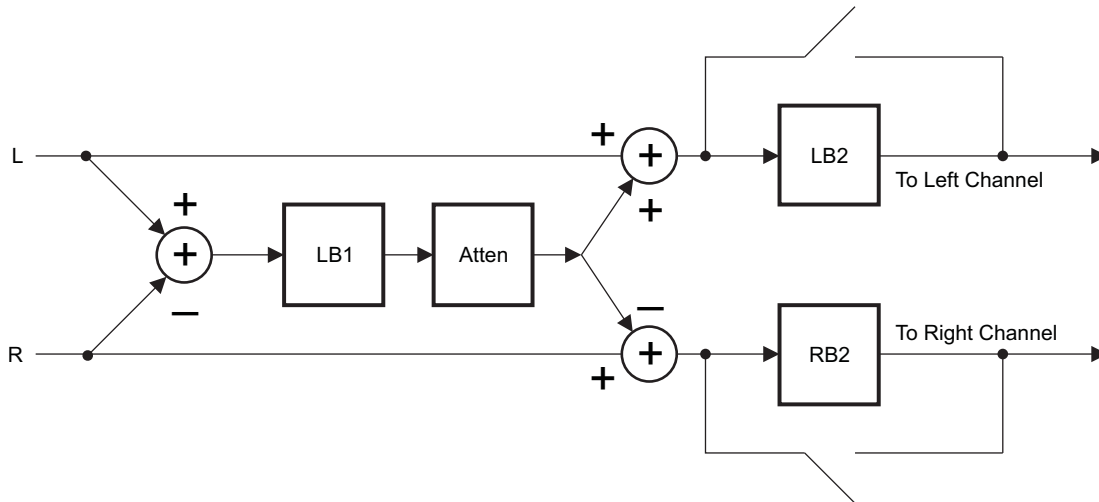 L
+
+
LB2
To Left Channel
+
+
+
LB1
Atten
−
−
To Right Channel
R
+
RB2
+